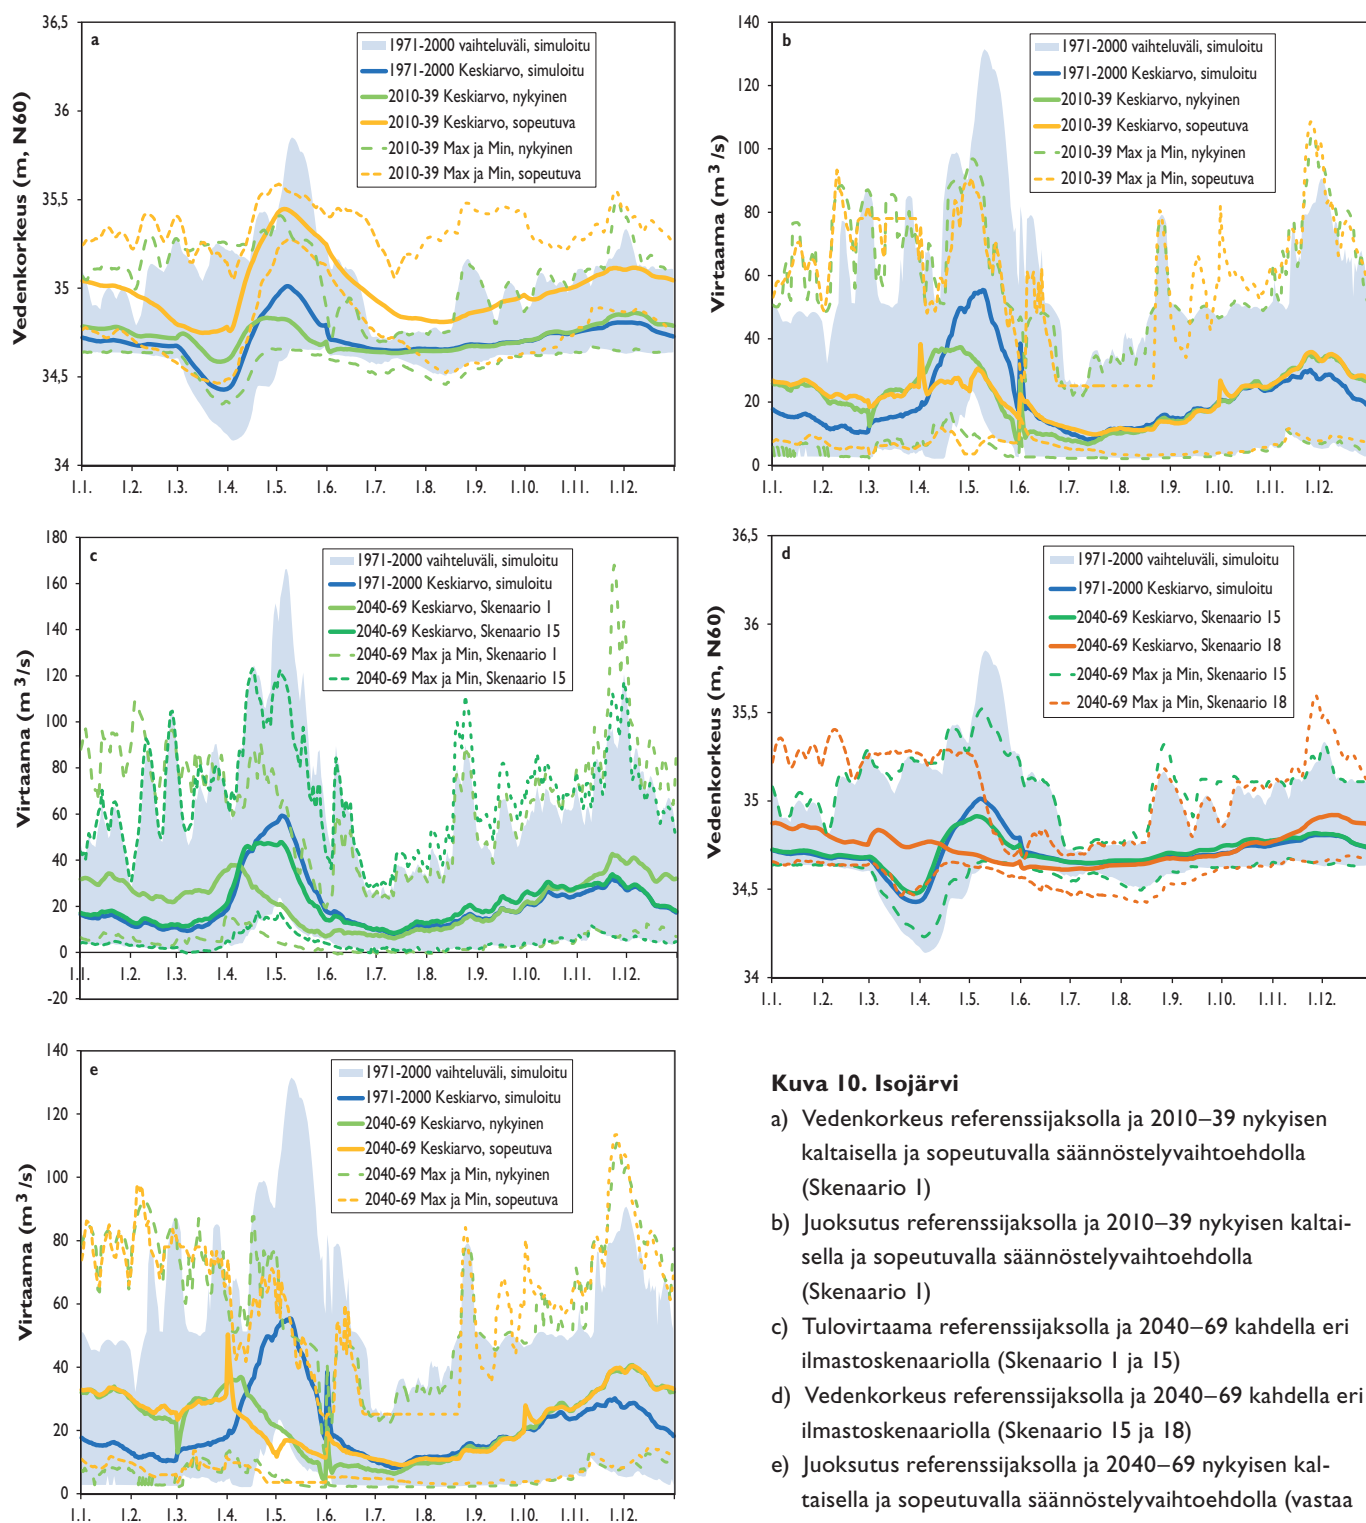 a
Vedenkorkeus (m, N60)
36,5
36
35,5
35
34,5
34
1971-2000 vaihteluväli, simuloitu
1971-2000 Keskiarvo, simuloitu
2010-39 Keskiarvo, nykyinen
2010-39 Keskiarvo, sopeutuva
2010-39 Max ja Min, nykyinen
2010-39 Max ja Min, sopeutuva
1.1. 1.2. 1.3. 1.4. 1.5. 1.6. 1.7. 1.8. 1.9. 1.10. 1.11. 1.12.
b
Virtaama (m³/s)
140
120
100
80
60
40
20
0
1971-2000 vaihteluväli, simuloitu
1971-2000 Keskiarvo, simuloitu
2010-39 Keskiarvo, nykyinen
2010-39 Keskiarvo, sopeutuva
2010-39 Max ja Min, nykyinen
2010-39 Max ja Min, sopeutuva
1.1. 1.2. 1.3. 1.4. 1.5. 1.6. 1.7. 1.8. 1.9. 1.10. 1.11. 1.12.
c
Virtaama (m³/s)
180
160
140
120
100
80
60
40
20
0
-20
1971-2000 vaihteluväli, simuloitu
1971-2000 Keskiarvo, simuloitu
2040-69 Keskiarvo, Skenaario 1
2040-69 Keskiarvo, Skenaario 15
2040-69 Max ja Min, Skenaario 1
2040-69 Max ja Min, Skenaario 15
1.1. 1.2. 1.3. 1.4. 1.5. 1.6. 1.7. 1.8. 1.9. 1.10. 1.11. 1.12.
d
Vedenkorkeus (m, N60)
36,5
36
35,5
35
34,5
34
1971-2000 vaihteluväli, simuloitu
1971-2000 Keskiarvo, simuloitu
2040-69 Keskiarvo, Skenaario 15
2040-69 Keskiarvo, Skenaario 18
2040-69 Max ja Min, Skenaario 15
2040-69 Max ja Min, Skenaario 18
1.1. 1.2. 1.3. 1.4. 1.5. 1.6. 1.7. 1.8. 1.9. 1.10. 1.11. 1.12.
e
Virtaama (m³/s)
140
120
100
80
60
40
20
0
1971-2000 vaihteluväli, simuloitu
1971-2000 Keskiarvo, simuloitu
2040-69 Keskiarvo, nykyinen
2040-69 Keskiarvo, sopeutuva
2040-69 Max ja Min, nykyinen
2040-69 Max ja Min, sopeutuva
1.1. 1.2. 1.3. 1.4. 1.5. 1.6. 1.7. 1.8. 1.9. 1.10. 1.11. 1.12.
Kuva 10. Isojärvi
a) Vedenkorkeus referenssijaksolla ja 2010–39 nykyisen
kaltaisella ja sopeutuvalla säännöstelyvaihtoehdolla
(Skenaario 1)
b) Juoksutus referenssijaksolla ja 2010–39 nykyisen kaltai-
sella ja sopeutuvalla säännöstelyvaihtoehdolla
(Skenaario 1)
c) Tulovirtaama referenssijaksolla ja 2040–69 kahdella eri
ilmastoskenaariolla (Skenaario 1 ja 15)
d) Vedenkorkeus referenssijaksolla ja 2040–69 kahdella eri
ilmastoskenaariolla (Skenaario 15 ja 18)
e) Juoksutus referenssijaksolla ja 2040–69 nykyisen kal-
taisella ja sopeutuvalla säännöstelyvaihtoehdolla (vastaa